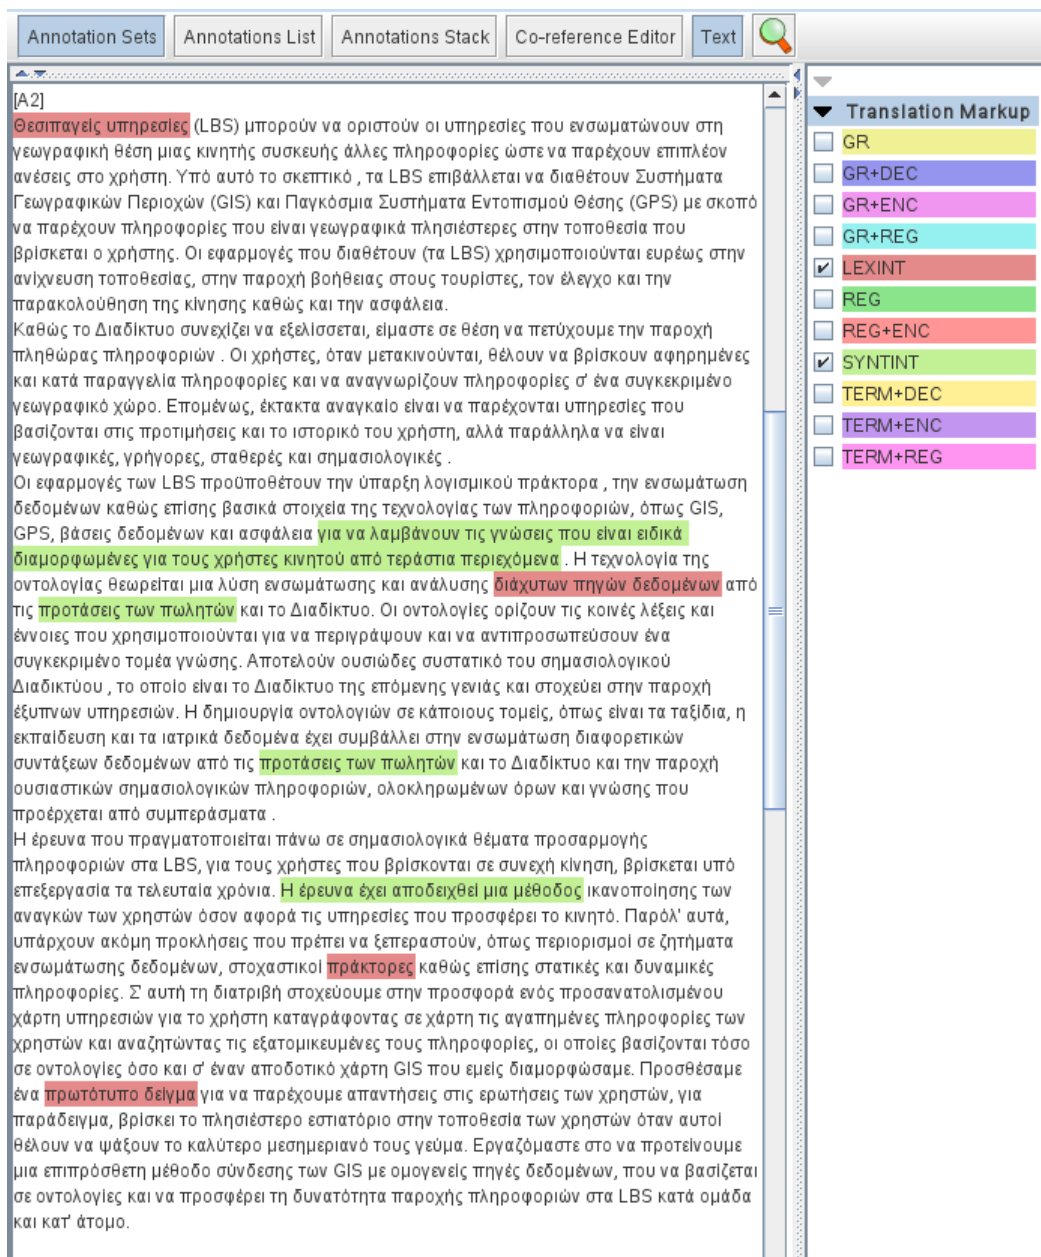 Annotation Sets Annotations List Annotations Stack Co-reference Editor Text
[A2]
Θεσιπαγείς υπηρεσίες (LBS) μπορούν να οριστούν οι υπηρεσίες που ενσωματώνουν στη
γεωγραφική θέση μιας κινητής συσκευής άλλες πληροφορίες ώστε να παρέχουν επιπλέον
ανέσεις στο χρήστη. Υπό αυτό το σκεπτικό , τα LBS επιβάλλεται να διαθέτουν Συστήματα
Γεωγραφικών Περιοχών (GIS) και Παγκόσμια Συστήματα Εντοπισμού Θέσης (GPS) με σκοπό
να παρέχουν πληροφορίες που είναι γεωγραφικά πλησιέστερες στην τοποθεσία που
βρίσκεται ο χρήστης. Οι εφαρμογές που διαθέτουν (τα LBS) χρησιμοποιούνται ευρέως στην
ανίχνευση τοποθεσίας, στην παροχή βοήθειας στους τουρίστες, τον έλεγχο και την
παρακολούθηση της κίνησης καθώς και την ασφάλεια.
Καθώς το Διαδίκτυο συνεχίζει να εξελίσσεται, είμαστε σε θέση να πετύχουμε την παροχή
πληθώρας πληροφοριών . Οι χρήστες, όταν μετακινούνται, θέλουν να βρίσκουν αφηρημένες
και κατά παραγγελία πληροφορίες και να αναγνωρίζουν πληροφορίες σ' ένα συγκεκριμένο
γεωγραφικό χώρο. Επομένως, έκτακτα αναγκαίο είναι να παρέχονται υπηρεσίες που
βασίζονται στις προτιμήσεις και το ιστορικό του χρήστη, αλλά παράλληλα να είναι
γεωγραφικές, γρήγορες, σταθερές και σημασιολογικές .
Οι εφαρμογές των LBS προϋποθέτουν την ύπαρξη λογισμικού πράκτορα , την ενσωμάτωση
δεδομένων καθώς επίσης βασικά στοιχεία της τεχνολογίας των πληροφοριών, όπως GIS,
GPS, βάσεις δεδομένων και ασφάλεια για να λαμβάνουν τις γνώσεις που είναι ειδικά
διαμορφωμένες για τους χρήστες κινητού από τεράστια περιεχόμενα . Η τεχνολογία της
οντολογίας θεωρείται μια λύση ενσωμάτωσης και ανάλυσης διάχυτων πηγών δεδομένων από
τις προτάσεις των πωλητών και το Διαδίκτυο. Οι οντολογίες ορίζουν τις κοινές λέξεις και
έννοιες που χρησιμοποιούνται για να περιγράψουν και να αντιπροσωπεύσουν ένα
συγκεκριμένο τομέα γνώσης. Αποτελούν ουσιώδες συστατικό του σημασιολογικού
Διαδικτύου , το οποίο είναι το Διαδίκτυο της επόμενης γενιάς και στοχεύει στην παροχή
έξυπνων υπηρεσιών. Η δημιουργία οντολογιών σε κάποιους τομείς, όπως είναι τα ταξίδια, η
εκπαίδευση και τα ιατρικά δεδομένα έχει συμβάλλει στην ενσωμάτωση διαφορετικών
συντάξεων δεδομένων από τις προτάσεις των πωλητών και το Διαδίκτυο και την παροχή
ουσιαστικών σημασιολογικών πληροφοριών, ολοκληρωμένων όρων και γνώσης που
προέρχεται από συμπεράσματα .
Η έρευνα που πραγματοποιείται πάνω σε σημασιολογικά θέματα προσαρμογής
πληροφοριών στα LBS, για τους χρήστες που βρίσκονται σε συνεχή κίνηση, βρίσκεται υπό
επεξεργασία τα τελευταία χρόνια. Η έρευνα έχει αποδειχθεί μια μέθοδος ικανοποίησης των
αναγκών των χρηστών όσον αφορά τις υπηρεσίες που προσφέρει το κινητό. Παρόλ' αυτά,
υπάρχουν ακόμη προκλήσεις που πρέπει να ξεπεραστούν, όπως περιορισμοί σε ζητήματα
ενσωμάτωσης δεδομένων, στοχαστικοί πράκτορες καθώς επίσης στατικές και δυναμικές
πληροφορίες. Σ' αυτή τη διατριβή στοχεύουμε στην προσφορά ενός προσανατολισμένου
χάρτη υπηρεσιών για το χρήστη καταγράφοντας σε χάρτη τις αγαπημένες πληροφορίες των
χρηστών και αναζητώντας τις εξατομικευμένες τους πληροφορίες, οι οποίες βασίζονται τόσο
σε οντολογίες όσο και σ' έναν αποδοτικό χάρτη GIS που εμείς διαμορφώσαμε. Προσθέσαμε
ένα πρωτότυπο δείγμα για να παρέχουμε απαντήσεις στις ερωτήσεις των χρηστών, για
παράδειγμα, βρίσκει το πλησιέστερο εστιατόριο στην τοποθεσία των χρηστών όταν αυτοί
θέλουν να ψάξουν το καλύτερο μεσημεριανό τους γεύμα. Εργαζόμαστε στο να προτείνουμε
μια επιπρόσθετη μέθοδο σύνδεσης των GIS με ομογενείς πηγές δεδομένων, που να βασίζεται
σε οντολογίες και να προσφέρει τη δυνατότητα παροχής πληροφοριών στα LBS κατά ομάδα
και κατ' άτομο.
Translation Markup
GR
GR+DEC
GR+ENC
GR+REG
LEXINT
REG
REG+ENC
SYNTINT
TERM+DEC
TERM+ENC
TERM+REG